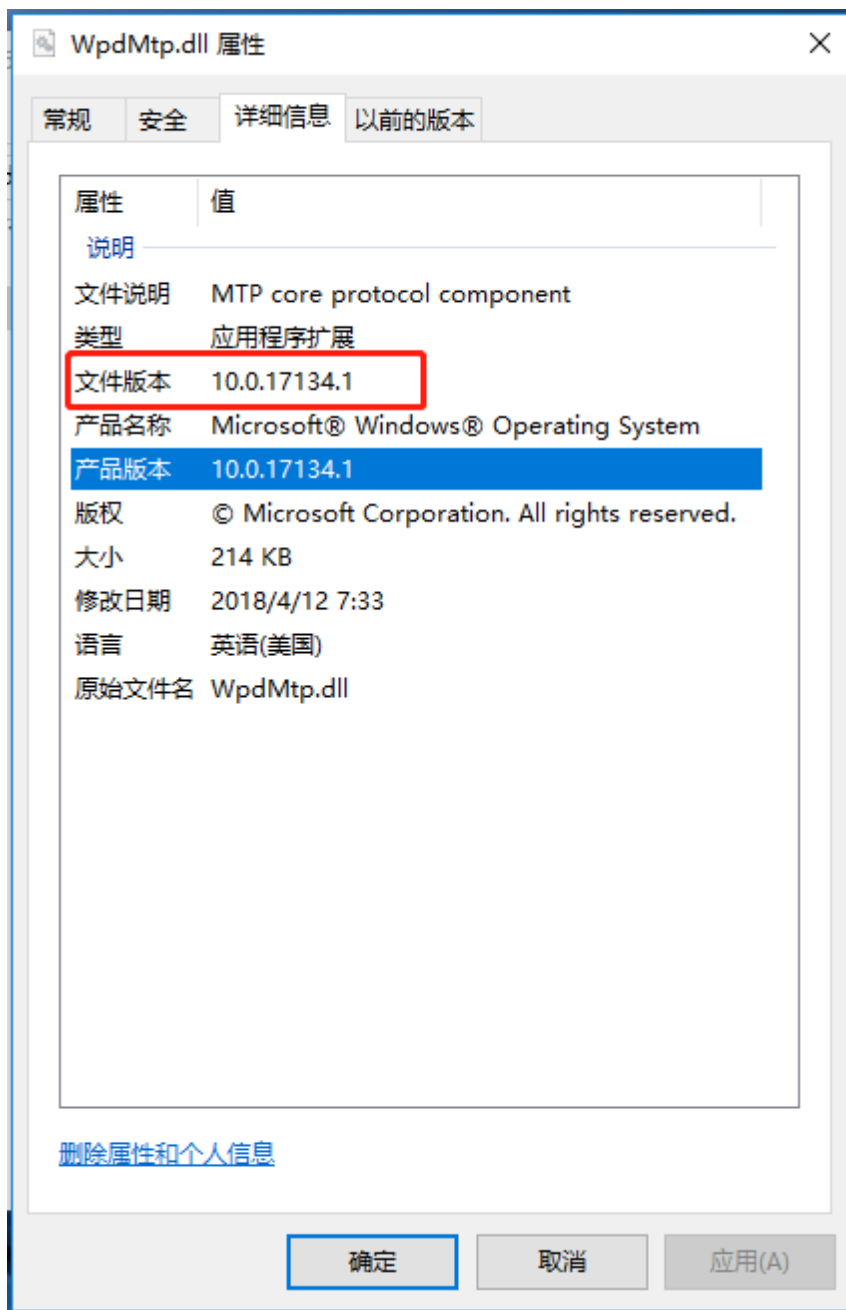 WpdMtp.dll 属性
常规 安全 详细信息 以前的版本
属性 值
说明
文件说明 MTP core protocol component
类型 应用程序扩展
文件版本 10.0.17134.1
产品名称 Microsoft® Windows® Operating System
产品版本 10.0.17134.1
版权 © Microsoft Corporation. All rights reserved.
大小 214 KB
修改日期 2018/4/12 7:33
语言 英语(美国)
原始文件名 WpdMtp.dll
删除属性和个人信息
确定 取消 应用(A)